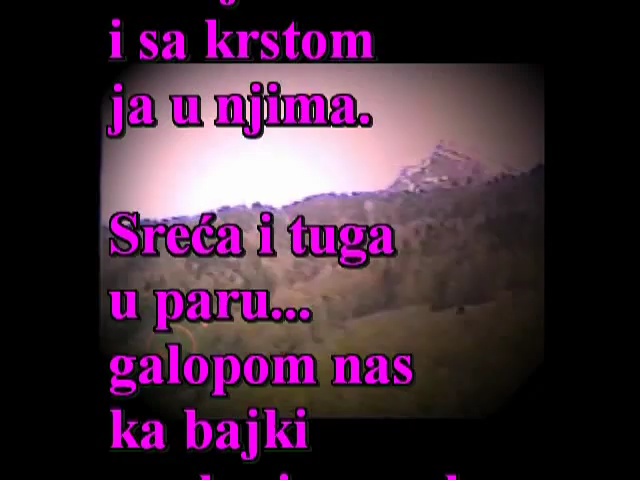 i sa krstom
ja u njima.
Sreća i tuga
u paru...
galopom nas
ka bajki